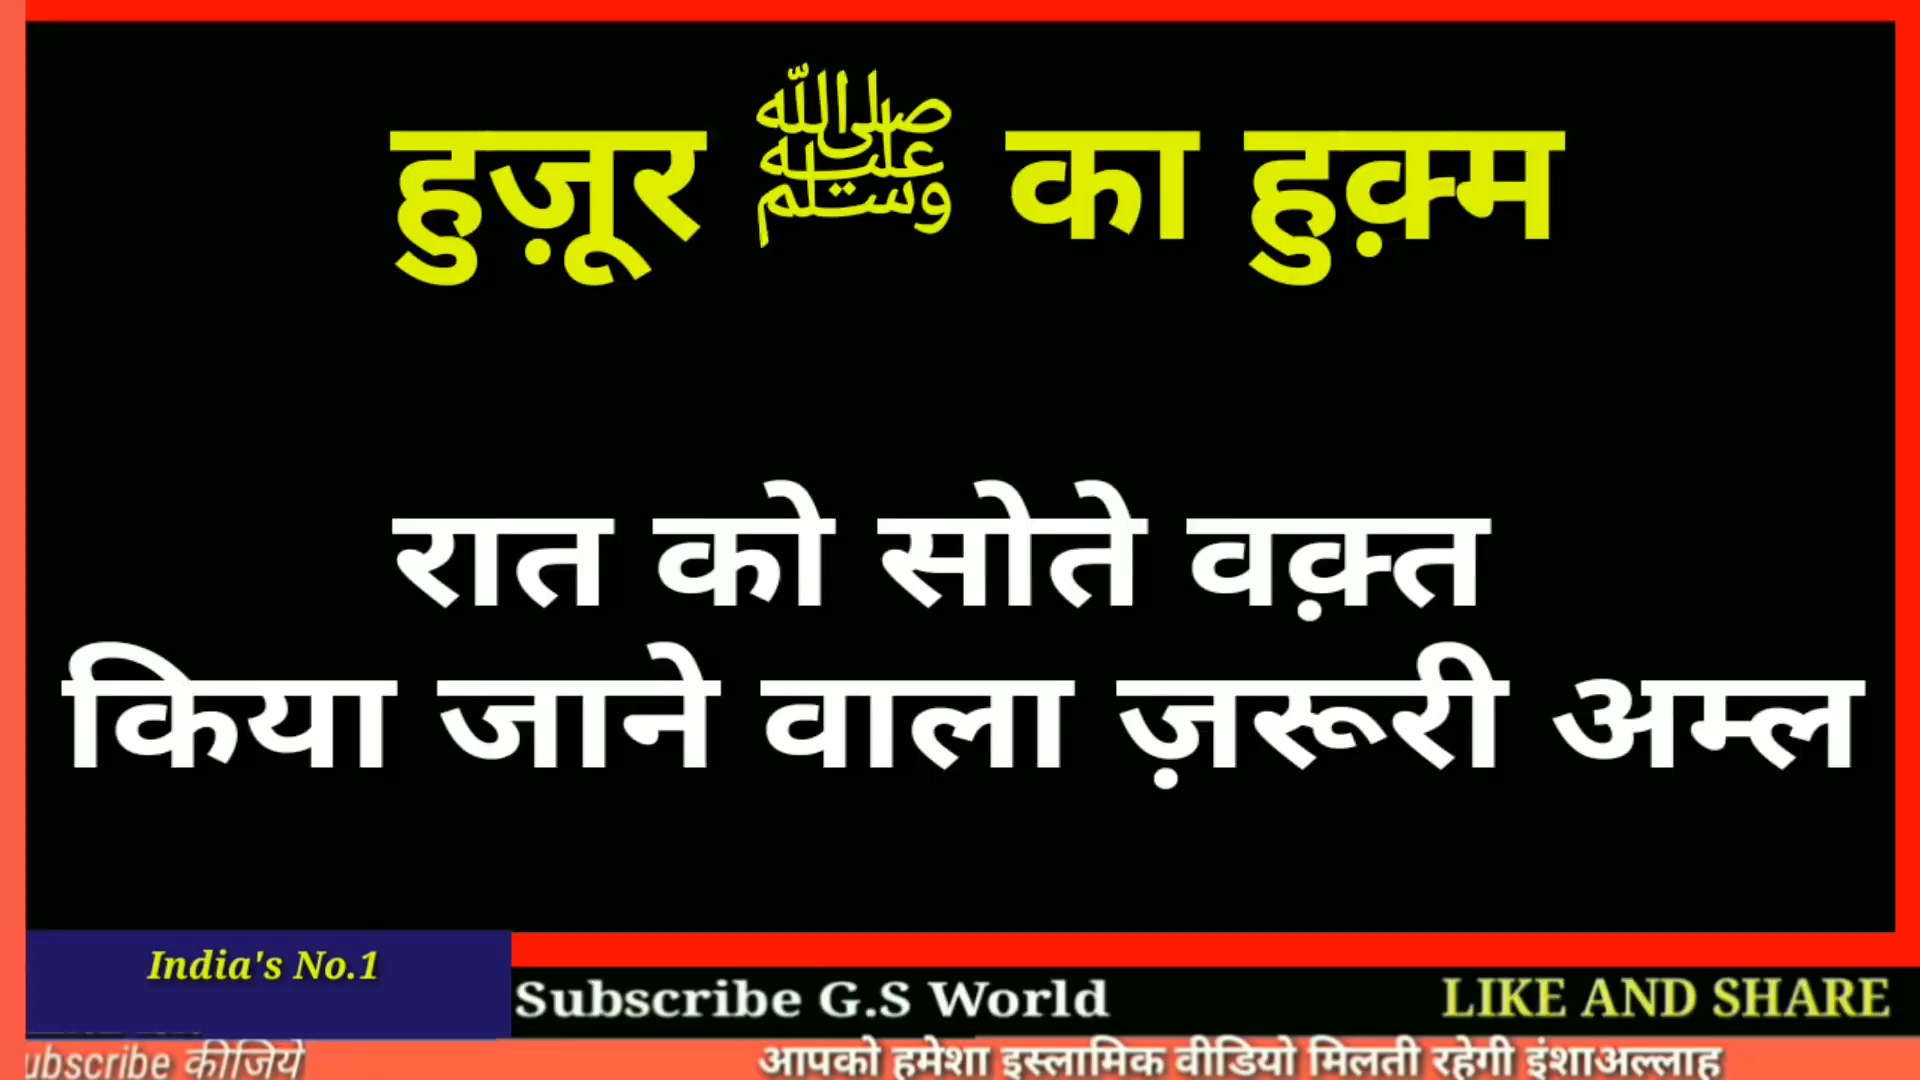 हुज़ूर ﷺ का हुक़्म
रात को सोते वक़्त
किया जाने वाला ज़रूरी अम्ल
India's No.1
Subscribe G.S World
LIKE AND SHARE
ubscribe कीजिये
आपको हमेशा इस्लामिक वीडियो मिलती रहेगी इंशाअल्लाह